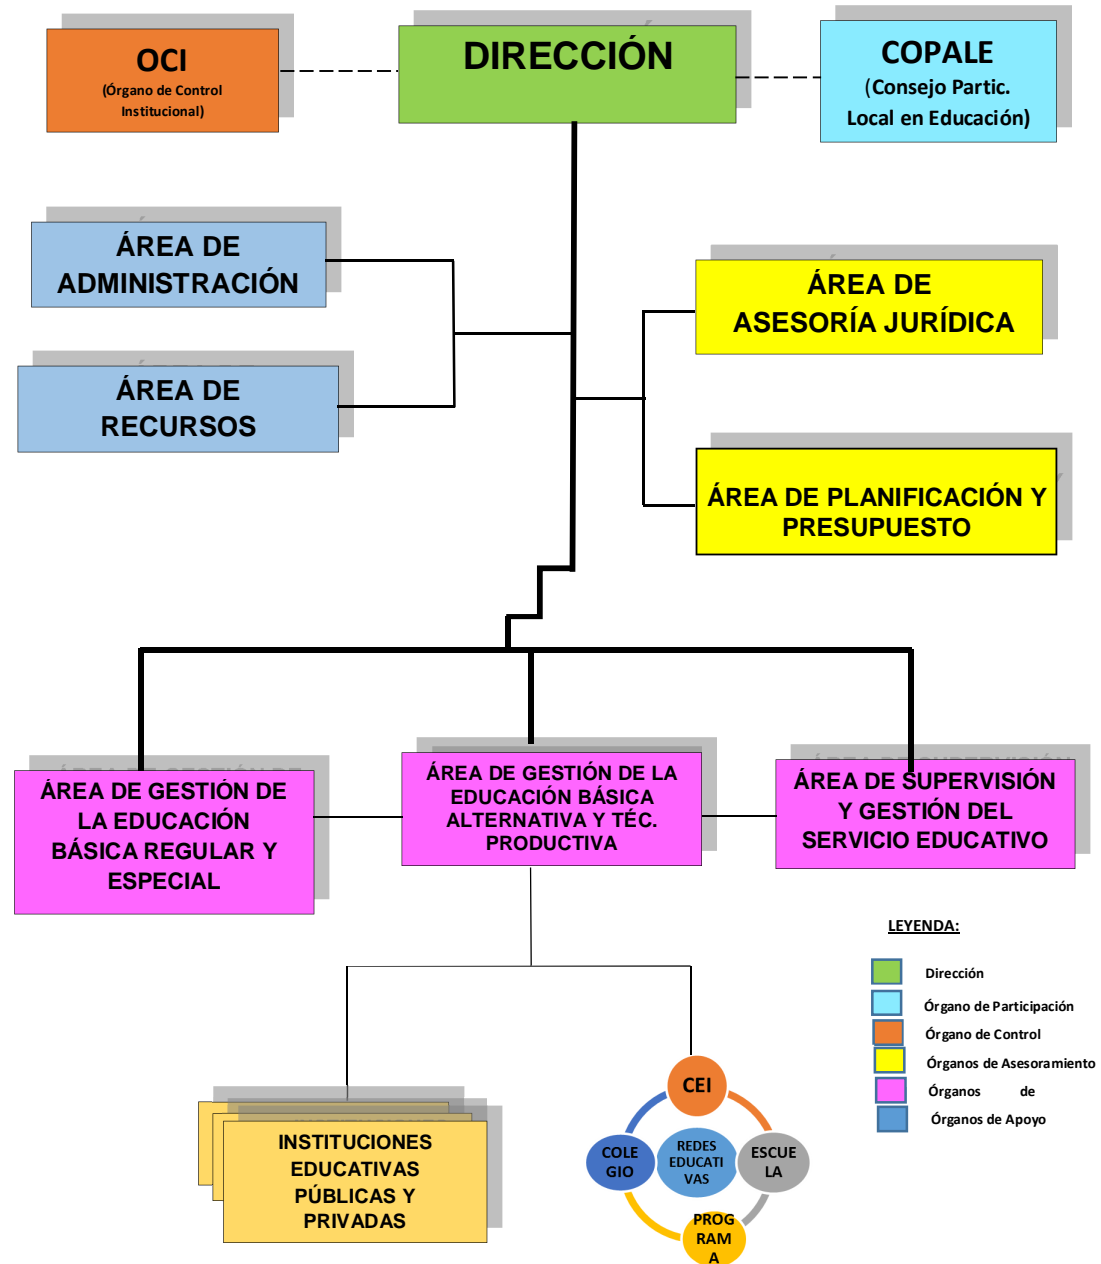 OCI
(Órgano de Control
Institucional)
DIRECCIÓN
COPALE
(Consejo Partic.
Local en Educación)
ÁREA DE
ADMINISTRACIÓN
ÁREA DE
RECURSOS
ÁREA DE
ASESORÍA JURÍDICA
ÁREA DE PLANIFICACIÓN Y
PRESUPUESTO
ÁREA DE GESTIÓN DE
LA EDUCACIÓN
BÁSICA REGULAR Y
ESPECIAL
ÁREA DE GESTIÓN DE LA
EDUCACIÓN BÁSICA
ALTERNATIVA Y TÉC.
PRODUCTIVA
ÁREA DE SUPERVISIÓN
Y GESTIÓN DEL
SERVICIO EDUCATIVO
LEYENDA:
Dirección
Órgano de Participación
Órgano de Control
Órganos de Asesoramiento
Órganos de
Órganos de Apoyo
INSTITUCIONES
EDUCATIVAS
PÚBLICAS Y
PRIVADAS
CEI
COLE
GIO
REDES
EDUCATI
VAS
ESCUE
LA
PROG
RAM
A